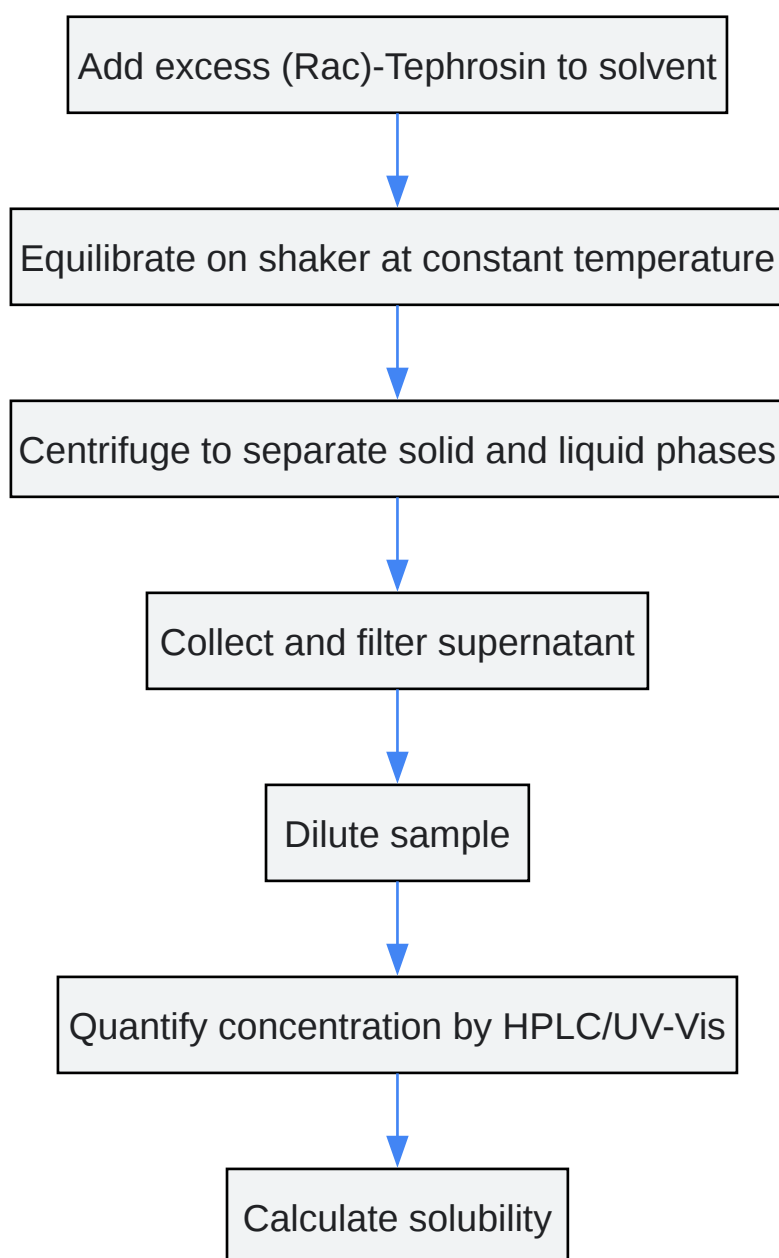 Add excess (Rac)-Tephrosin to solvent
Equilibrate on shaker at constant temperature
Centrifuge to separate solid and liquid phases
Collect and filter supernatant
Dilute sample
Quantify concentration by HPLC/UV-Vis
Calculate solubility